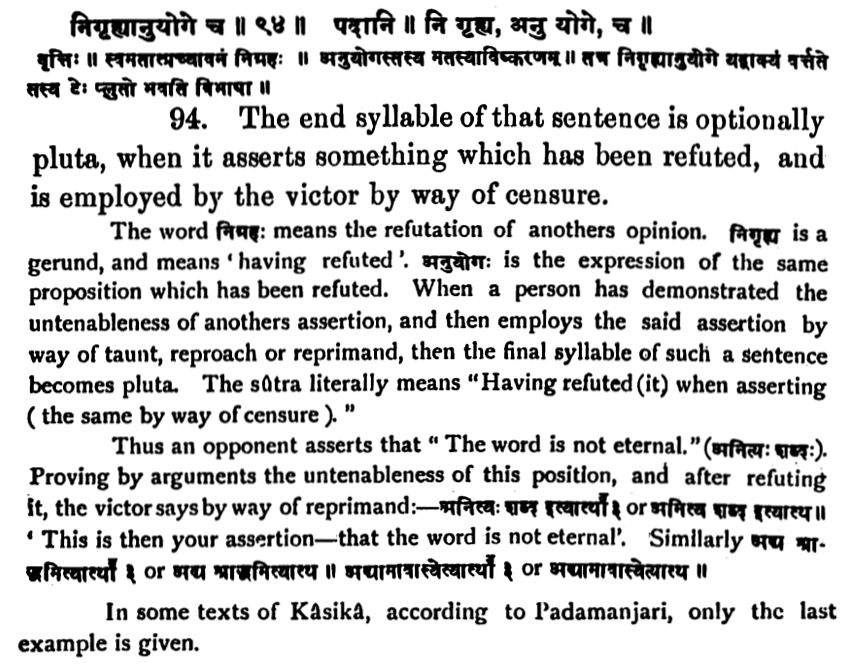 निगृह्यानुयोगे च ॥ ९४ ॥ पदानि ॥ नि गृह्य, अनु योगे, च ॥
वृत्तिः ॥ स्वमतात्प्रच्यावनं निग्रहः ॥ अनुयोगस्तस्य मतस्याविष्करणम् ॥ तत्र निगृह्यानुयोगे यद्वाक्यं वर्त्तते
तस्य टेः प्लुतो भवति विभाषा ॥
94. The end syllable of that sentence is optionally
pluta, when it asserts something which has been refuted, and
is employed by the victor by way of censure.
The word निग्रहः means the refutation of anothers opinion. निगृह्य is a
gerund, and means ‘having refuted’. अनुयोगः is the expression of the same
proposition which has been refuted. When a person has demonstrated the
untenableness of anothers assertion, and then employs the said assertion by
way of taunt, reproach or reprimand, then the final syllable of such a sentence
becomes pluta. The sûtra literally means “Having refuted (it) when asserting
( the same by way of censure ). ”
Thus an opponent asserts that “ The word is not eternal.” (अनित्यः शब्दः).
Proving by arguments the untenableness of this position, and after refuting
it, the victor says by way of reprimand:—अनित्यः शब्द इत्यात्थाँ ३ or अनित्य शब्द इत्यात्थ ॥
‘ This is then your assertion—that the word is not eternal’. Similarly अद्य श्रा-
द्धमित्यात्थाँ ३ or अद्य श्राद्धमित्यात्थ ॥ अद्यामावास्येत्यात्थाँ ३ or अद्यामावास्येत्यात्थ ॥
In some texts of Kâsikâ, according to Padamanjari, only the last
example is given.